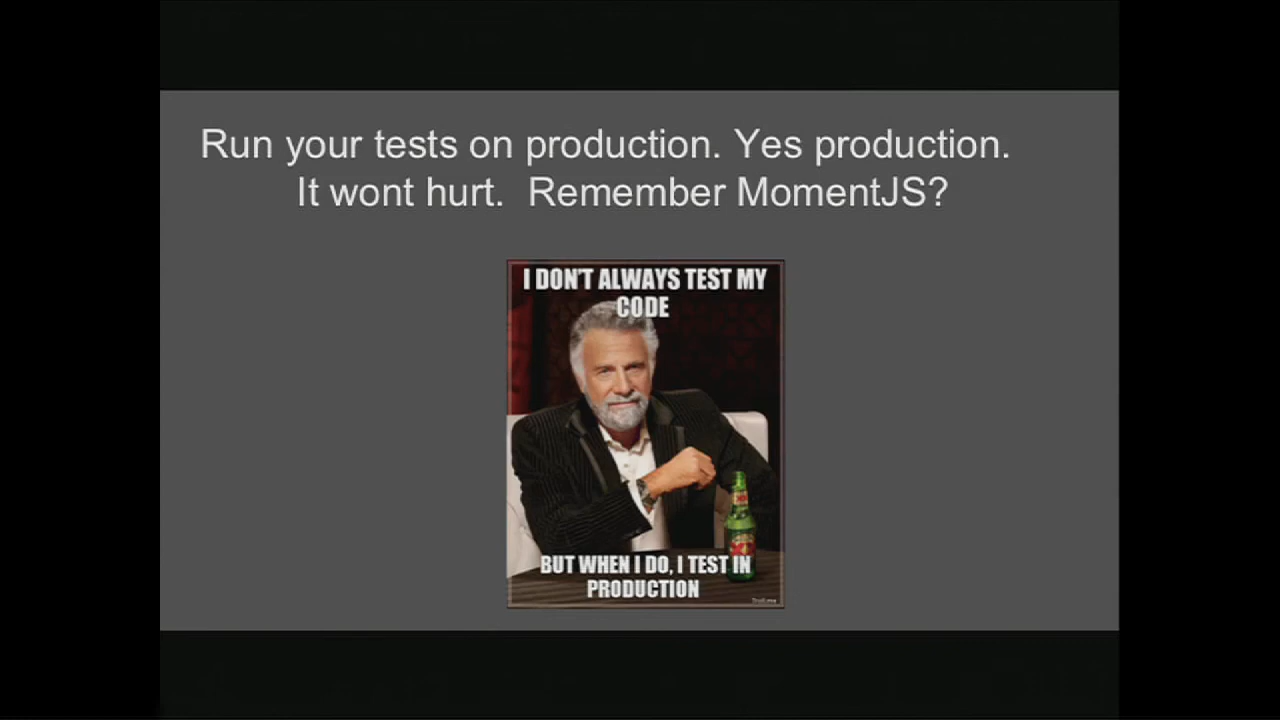 Run your tests on production. Yes production.
It wont hurt.  Remember MomentJS?
I DON'T ALWAYS TEST MY
CODE
BUT WHEN I DO, I TEST IN
PRODUCTION